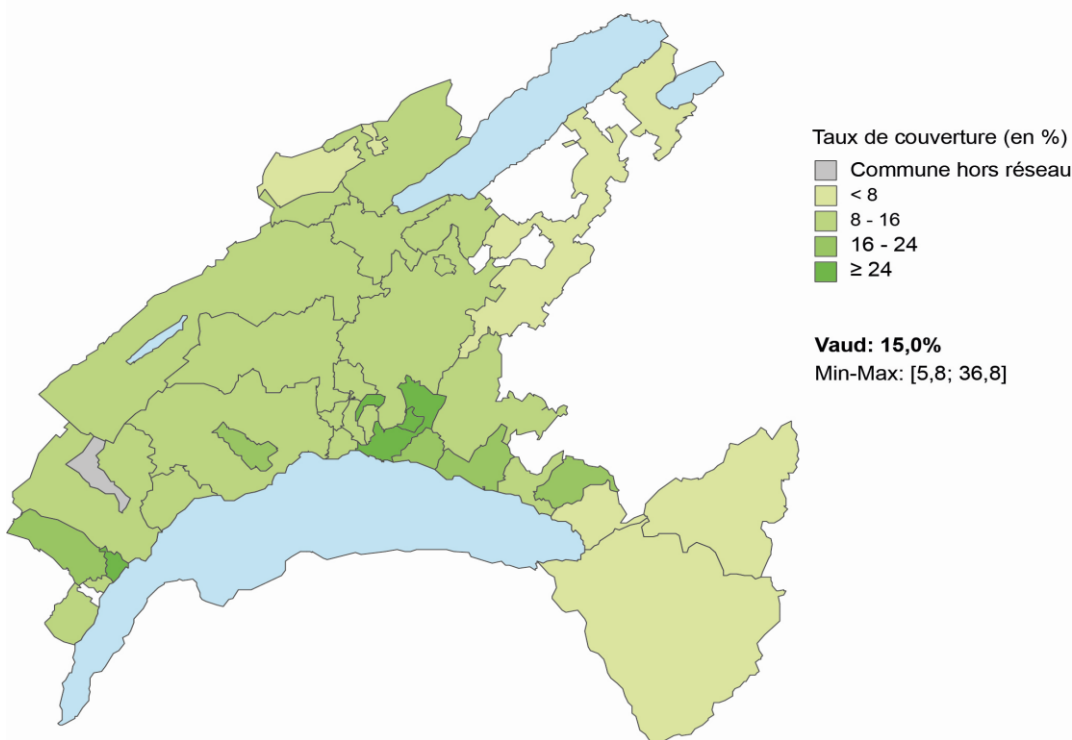 Taux de couverture (en %)
Commune hors réseau
< 8
8 - 16
16 - 24
≥ 24
Vaud: 15,0%
Min-Max: [5,8; 36,8]